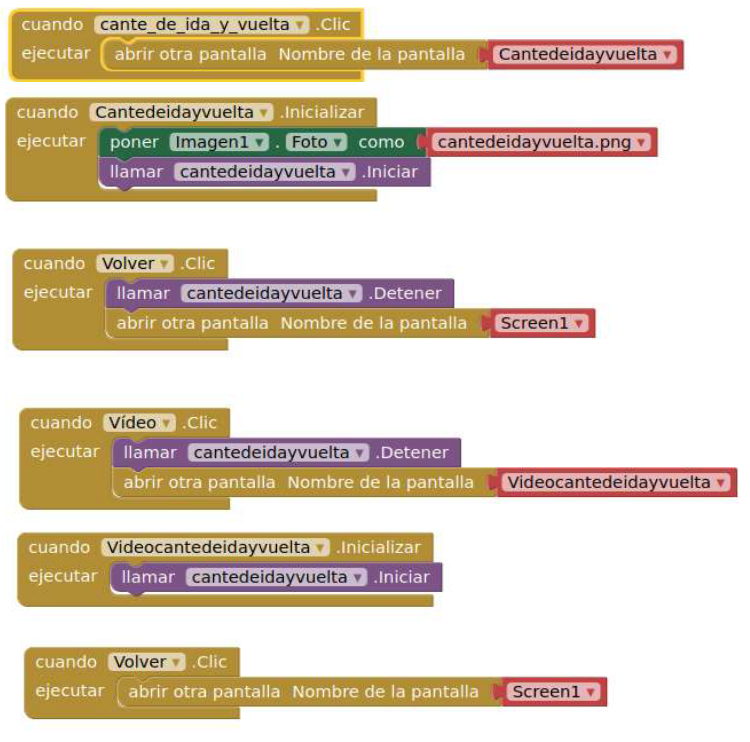 cuando cante_de_ida_y_vuelta .Clic
ejecutar abrir otra pantalla Nombre de la pantalla Cantedeidayvuelta
cuando Cantedeidayvuelta .Inicializar
ejecutar poner Imagen1 . Foto como cantedeidayvuelta.png
llamar cantedeidayvuelta .Iniciar
cuando Volver .Clic
ejecutar llamar cantedeidayvuelta .Detener
abrir otra pantalla Nombre de la pantalla Screen1
cuando Vídeo .Clic
ejecutar llamar cantedeidayvuelta .Detener
abrir otra pantalla Nombre de la pantalla Videocantedeidayvuelta
cuando Videocantedeidayvuelta .Inicializar
ejecutar llamar cantedeidayvuelta .Iniciar
cuando Volver .Clic
ejecutar abrir otra pantalla Nombre de la pantalla Screen1